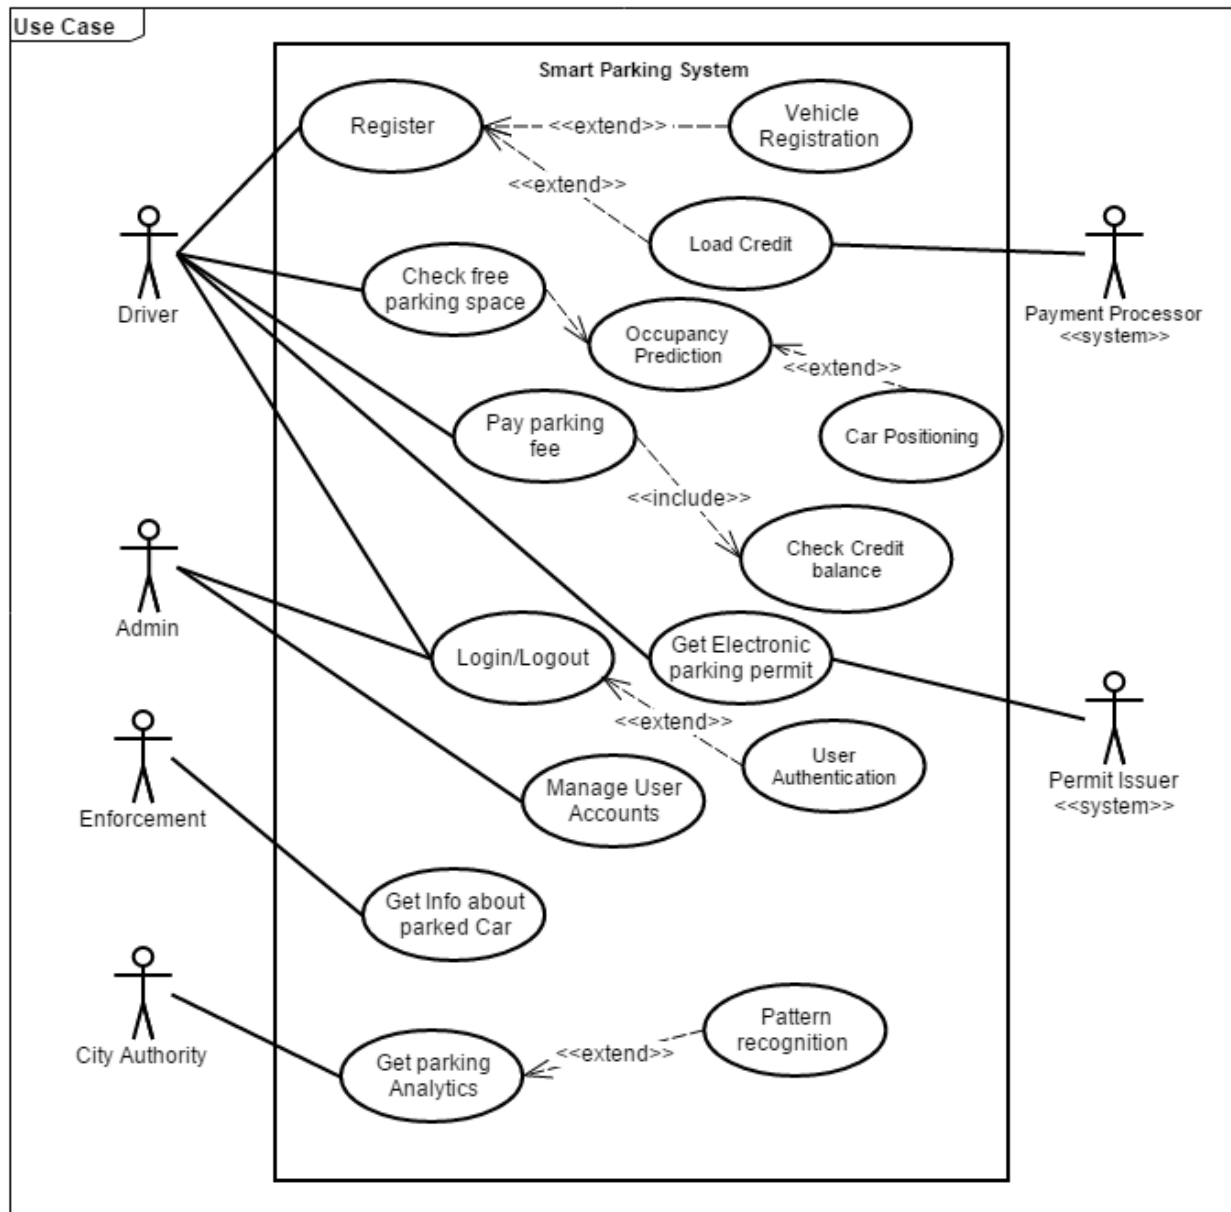 Use Case
Smart Parking System
Register
<<extend>>
Vehicle
Registration
<<extend>>
Load Credit
Driver
Check free
parking space
Payment Processor
<<system>>
Occupancy
Prediction
<<extend>>
Pay parking
fee
Car Positioning
<<include>>
Check Credit
balance
Admin
Login/Logout
Get Electronic
parking permit
<<extend>>
User
Authentication
Permit Issuer
<<system>>
Manage User
Accounts
Enforcement
Get Info about
parked Car
City Authority
Get parking
Analytics
<<extend>>
Pattern
recognition